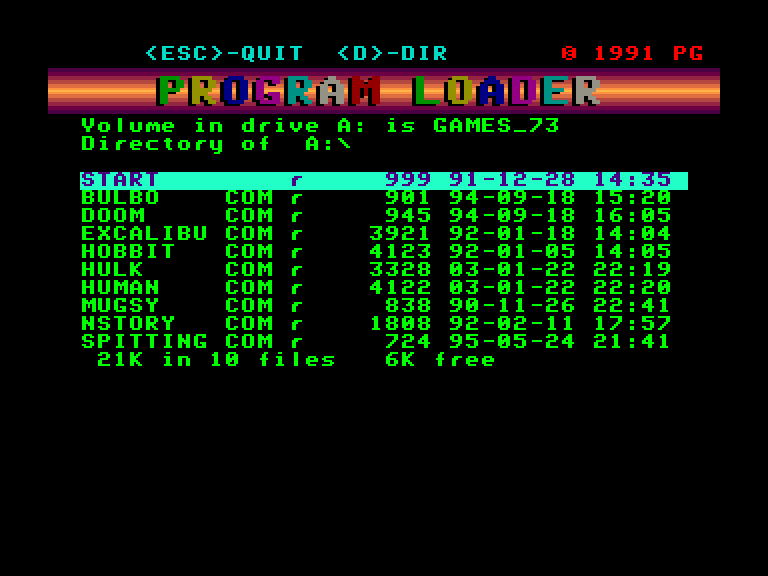 <ESC>-QUIT <D>-DIR © 1991 PG
PROGRAM LOADER
Volume in drive A: is GAMES_73
Directory of A:\
START r 999 91-12-28 14:35
BULBO COM r 901 94-09-18 15:20
DOOM COM r 945 94-09-18 16:05
EXCALIBU COM r 3921 92-01-18 14:04
HOBBIT COM r 4123 92-01-05 14:05
HULK COM r 3328 03-01-22 22:19
HUMAN COM r 4122 03-01-22 22:20
MUGSY COM r 838 90-11-26 22:41
NSTORY COM r 1808 92-02-11 17:57
SPITTING COM r 724 95-05-24 21:41
21K in 10 files 6K free